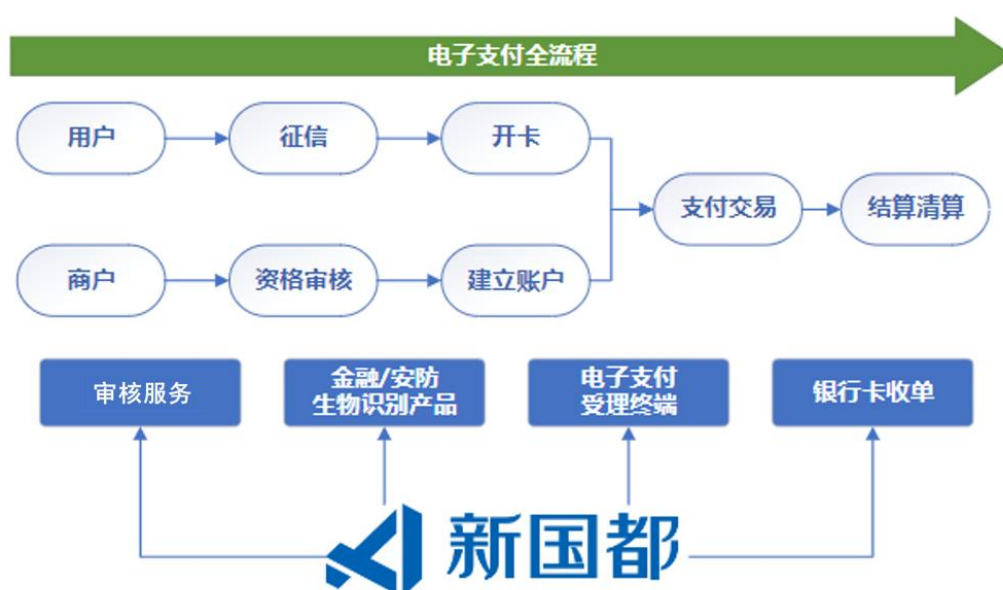 电子支付全流程
用户
征信
开卡
支付交易
结算清算
商户
资格审核
建立账户
审核服务
金融/安防
生物识别产品
电子支付
受理终端
银行卡收单
新国都